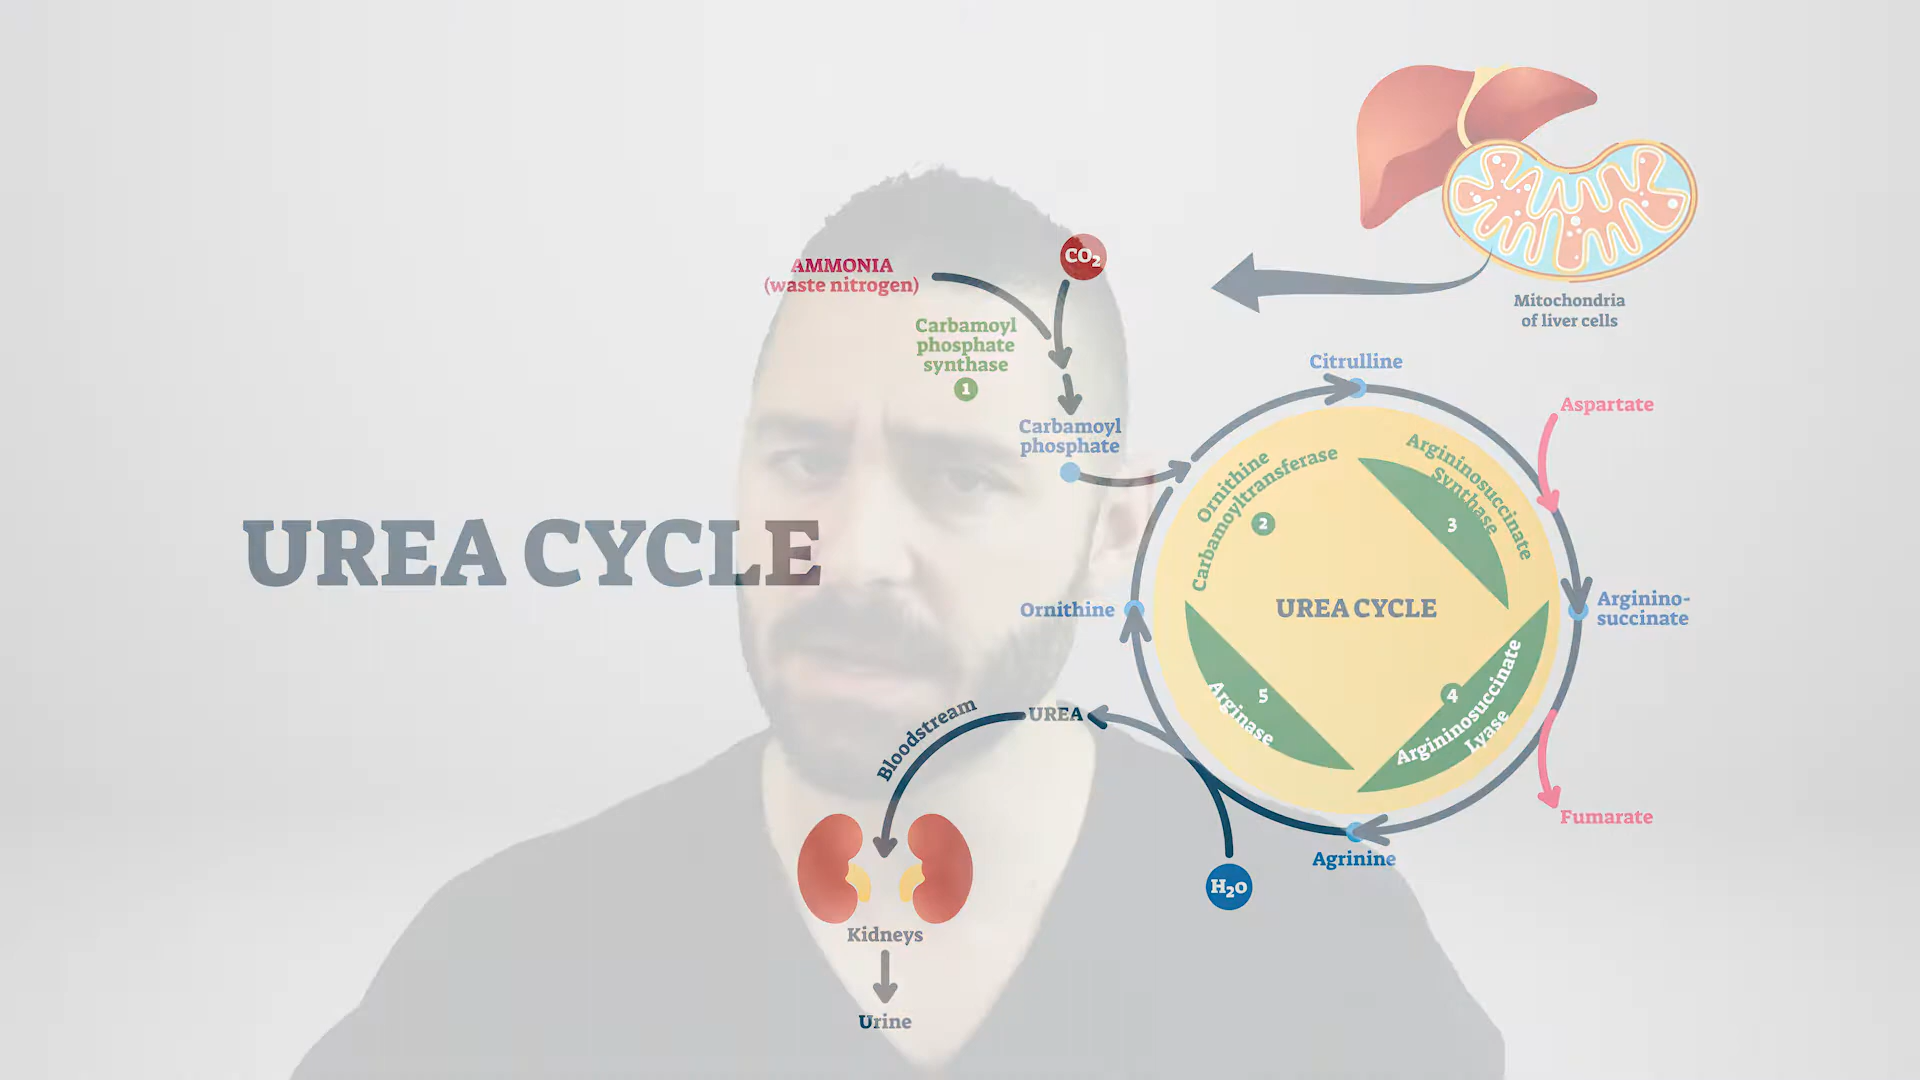 UREA CYCLE
AMMONIA
(waste nitrogen)
CO₂
Carbamoyl
phosphate
synthase
1
Carbamoyl
phosphate
Mitochondria
of liver cells
Citrulline
Aspartate
Ornithine
Carbamoyltransferase
2
Argininosuccinate
Synthase
3
UREA CYCLE
Ornithine
Arginino-
succinate
Arginase
5
4
Argininosuccinate
Lyase
UREA
Bloodstream
Fumarate
Agrinine
H₂O
Kidneys
Urine